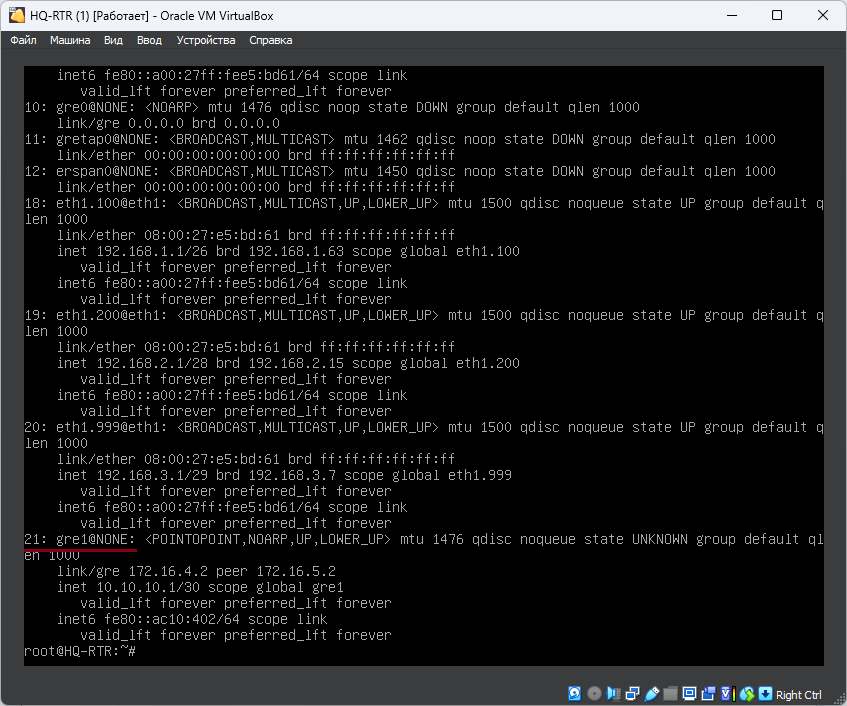 HQ-RTR (1) [Работает] - Oracle VM VirtualBox
Файл Машина Вид Ввод Устройства Справка
inet6 fe80::a00:27ff:fee5:bd61/64 scope link
valid_lft forever preferred_lft forever
10: gre0@NONE: <NOARP> mtu 1476 qdisc noop state DOWN group default qlen 1000
link/gre 0.0.0.0 brd 0.0.0.0
11: gretap0@NONE: <BROADCAST,MULTICAST> mtu 1462 qdisc noop state DOWN group default qlen 1000
link/ether 00:00:00:00:00:00 brd ff:ff:ff:ff:ff:ff
12: erspan0@NONE: <BROADCAST,MULTICAST> mtu 1450 qdisc noop state DOWN group default qlen 1000
link/ether 00:00:00:00:00:00 brd ff:ff:ff:ff:ff:ff
18: eth1.100@eth1: <BROADCAST,MULTICAST,UP,LOWER_UP> mtu 1500 qdisc noqueue state UP group default q
len 1000
link/ether 08:00:27:e5:bd:61 brd ff:ff:ff:ff:ff:ff
inet 192.168.1.1/26 brd 192.168.1.63 scope global eth1.100
valid_lft forever preferred_lft forever
inet6 fe80::a00:27ff:fee5:bd61/64 scope link
valid_lft forever preferred_lft forever
19: eth1.200@eth1: <BROADCAST,MULTICAST,UP,LOWER_UP> mtu 1500 qdisc noqueue state UP group default q
len 1000
link/ether 08:00:27:e5:bd:61 brd ff:ff:ff:ff:ff:ff
inet 192.168.2.1/28 brd 192.168.2.15 scope global eth1.200
valid_lft forever preferred_lft forever
inet6 fe80::a00:27ff:fee5:bd61/64 scope link
valid_lft forever preferred_lft forever
20: eth1.999@eth1: <BROADCAST,MULTICAST,UP,LOWER_UP> mtu 1500 qdisc noqueue state UP group default q
len 1000
link/ether 08:00:27:e5:bd:61 brd ff:ff:ff:ff:ff:ff
inet 192.168.3.1/29 brd 192.168.3.7 scope global eth1.999
valid_lft forever preferred_lft forever
inet6 fe80::a00:27ff:fee5:bd61/64 scope link
valid_lft forever preferred_lft forever
21: gre1@NONE: <POINTOPOINT,NOARP,UP,LOWER_UP> mtu 1476 qdisc noqueue state UNKNOWN group default ql
en 1000
link/gre 172.16.4.2 peer 172.16.5.2
inet 10.10.10.1/30 scope global gre1
valid_lft forever preferred_lft forever
inet6 fe80::ac10:402/64 scope link
valid_lft forever preferred_lft forever
root@HQ-RTR:~#
Right Ctrl